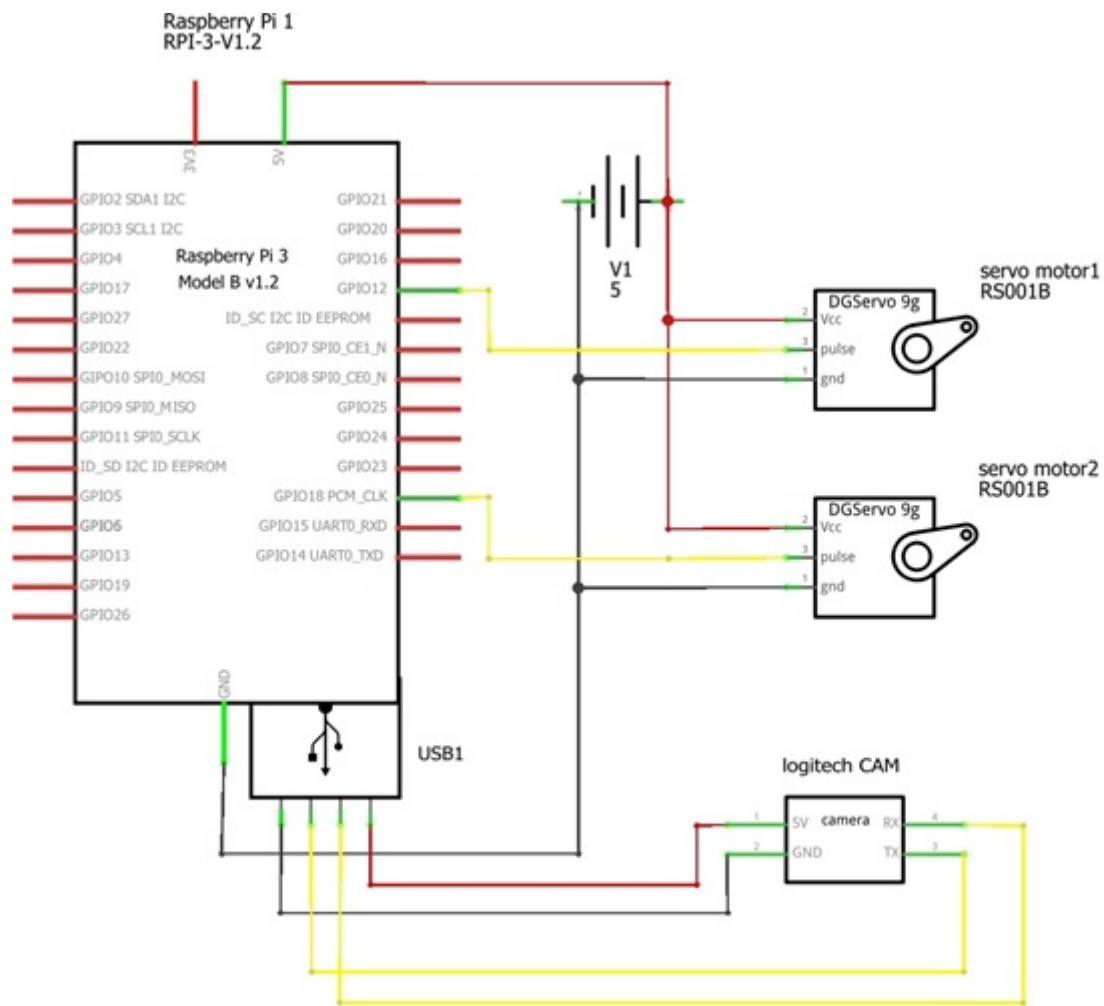 Raspberry Pi 1
RPI-3-V1.2
3V3
5V
GPIO2 SDA1 I2C
GPIO3 SCL1 I2C
GPIO4
GPIO17
GPIO27
GPIO22
GIPO10 SPI0_MOSI
GPIO9 SPI0_MISO
GPIO11 SPI0_SCLK
ID_SD I2C ID EEPROM
GPIO5
GPIO6
GPIO13
GPIO19
GPIO26
Raspberry Pi 3
Model B v1.2
GPIO21
GPIO20
GPIO16
GPIO12
ID_SC I2C ID EEPROM
GPIO7 SPI0_CE1_N
GPIO8 SPI0_CE0_N
GPIO25
GPIO24
GPIO23
GPIO18 PCM_CLK
GPIO15 UART0_RXD
GPIO14 UART0_TXD
GND
USB1
V1
5
servo motor1
RS001B
DGServo 9g
2 Vcc
3 pulse
1 gnd
servo motor2
RS001B
DGServo 9g
2 Vcc
3 pulse
1 gnd
logitech CAM
camera
1 5V
2 GND
RX 4
TX 3